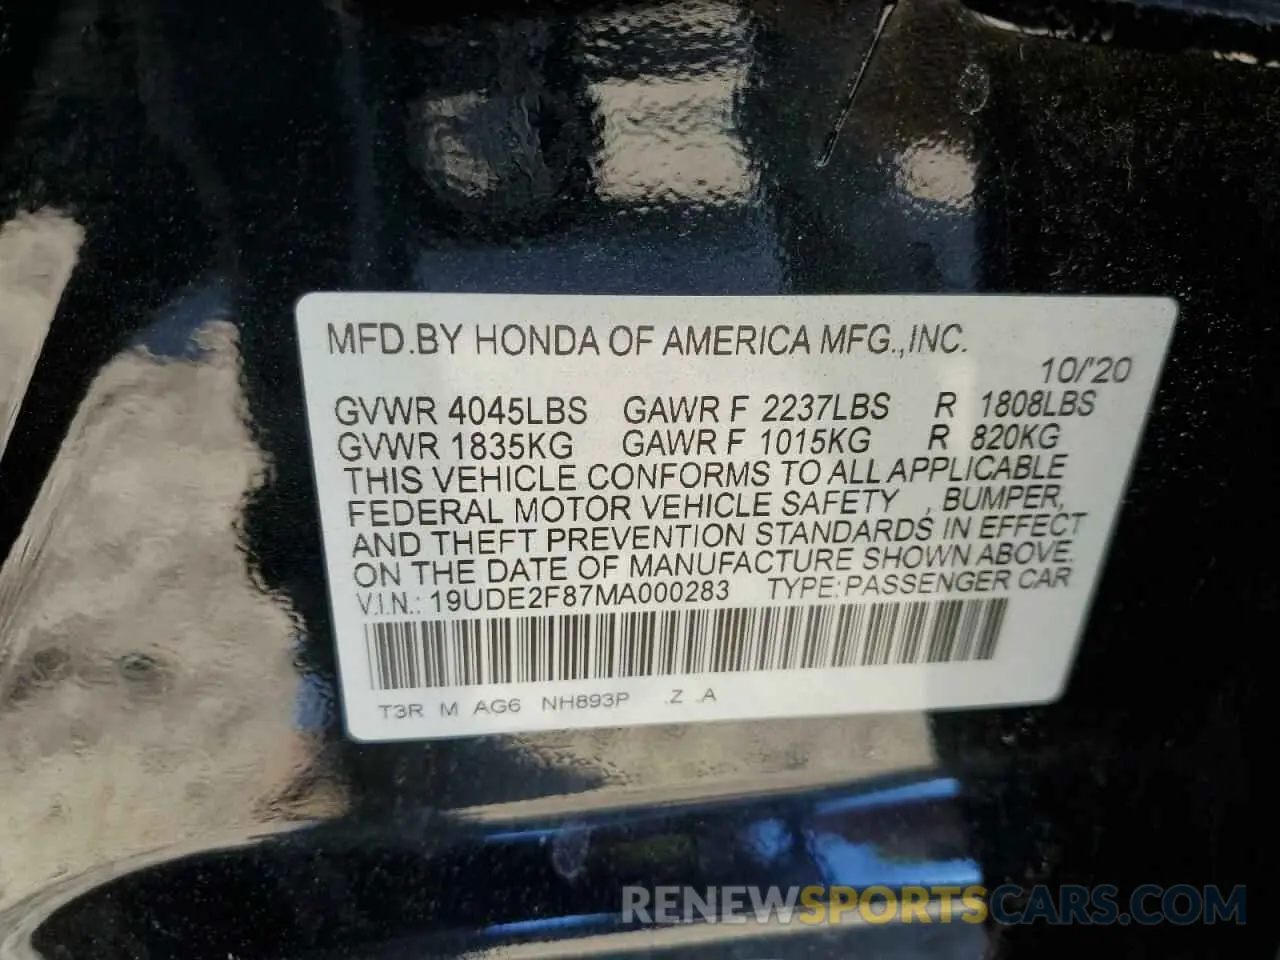 MFD.BY HONDA OF AMERICA MFG.,INC.
10/'20
GVWR 4045LBS GAWR F 2237LBS R 1808LBS
GVWR 1835KG GAWR F 1015KG R 820KG
THIS VEHICLE CONFORMS TO ALL APPLICABLE
FEDERAL MOTOR VEHICLE SAFETY , BUMPER,
AND THEFT PREVENTION STANDARDS IN EFFECT
ON THE DATE OF MANUFACTURE SHOWN ABOVE.
V.I.N.: 19UDE2F87MA000283 TYPE:PASSENGER CAR
T3R M AG6 NH893P .Z .A
RENEWSPORTSCARS.COM